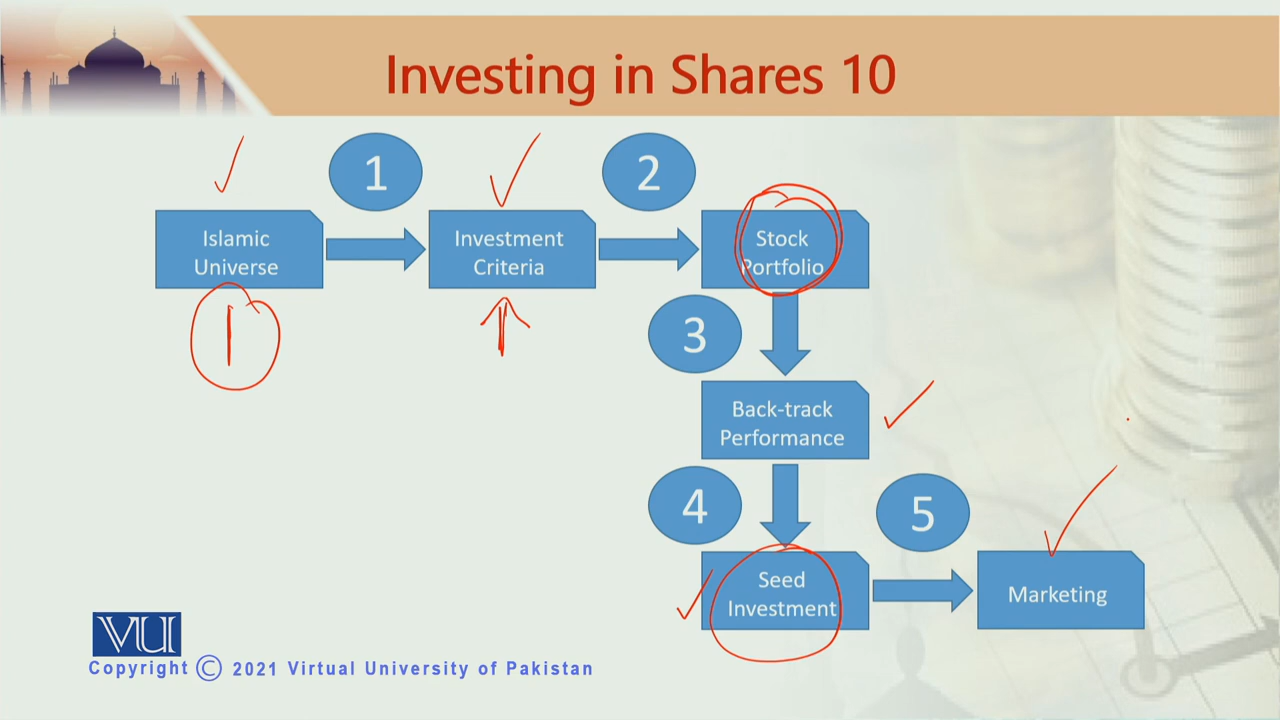 Investing in Shares 10
1
2
Islamic
Universe
Investment
Criteria
Stock
Portfolio
1
3
Back-track
Performance
4
5
Seed
Investment
Marketing
VU
Copyright © 2021 Virtual University of Pakistan